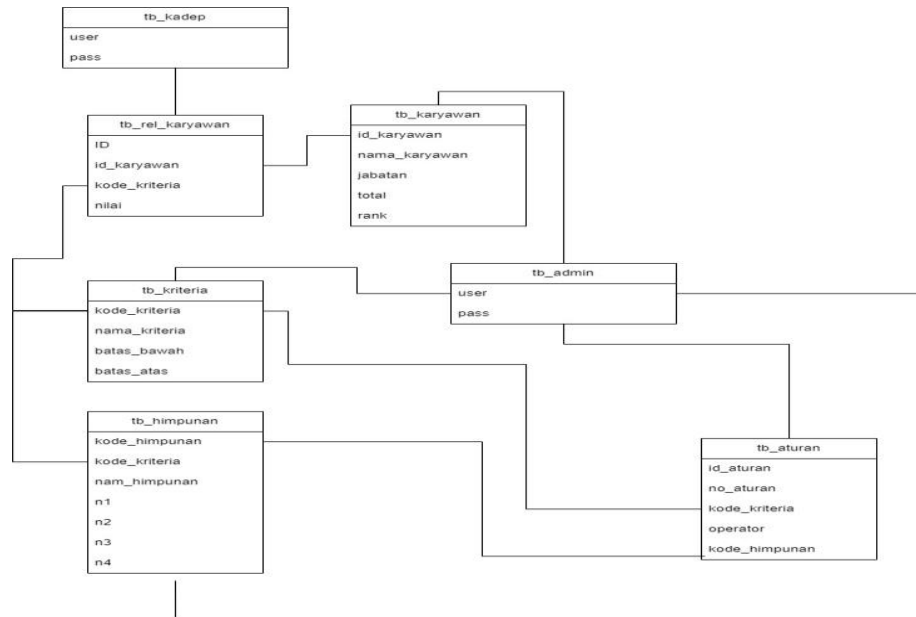 tb_kadep
user
pass
tb_rel_karyawan
ID
id_karyawan
kode_kriteria
nilai
tb_karyawan
id_karyawan
nama_karyawan
jabatan
total
rank
tb_kriteria
kode_kriteria
nama_kriteria
batas_bawah
batas_atas
tb_admin
user
pass
tb_himpunan
kode_himpunan
kode_kriteria
nam_himpunan
n1
n2
n3
n4
tb_aturan
id_aturan
no_aturan
kode_kriteria
operator
kode_himpunan